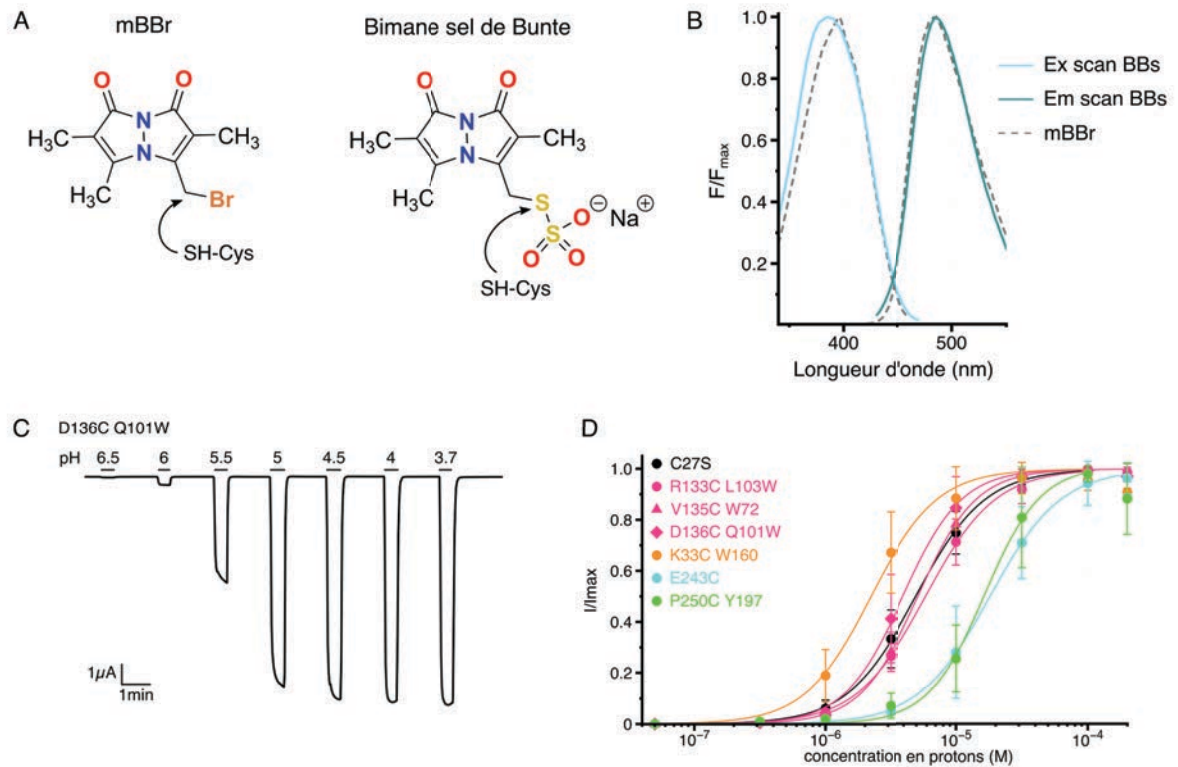 A
mBBr
Bimane sel de Bunte
O O
N
N
H3C CH3
H3C
Br
SH-Cys
O O
N
N
H3C CH3
H3C
S
O ⊖ Na ⊕
S
O O
SH-Cys
B
1.0
0.8
0.6
0.4
0.2
F/Fmax
400 500
Longueur d'onde (nm)
Ex scan BBs
Em scan BBs
mBBr
C
D136C Q101W
pH 6.5 6 5.5 5 4.5 4 3.7
1µA
1min
D
C27S
R133C L103W
V135C W72
D136C Q101W
K33C W160
E243C
P250C Y197
1.0
0.8
0.6
0.4
0.2
0
I/Imax
10⁻⁷ 10⁻⁶ 10⁻⁵ 10⁻⁴
concentration en protons (M)